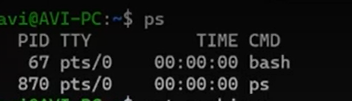 avi@AVI-PC:~$ ps
PID TTY TIME CMD
67 pts/0 00:00:00 bash
870 pts/0 00:00:00 ps